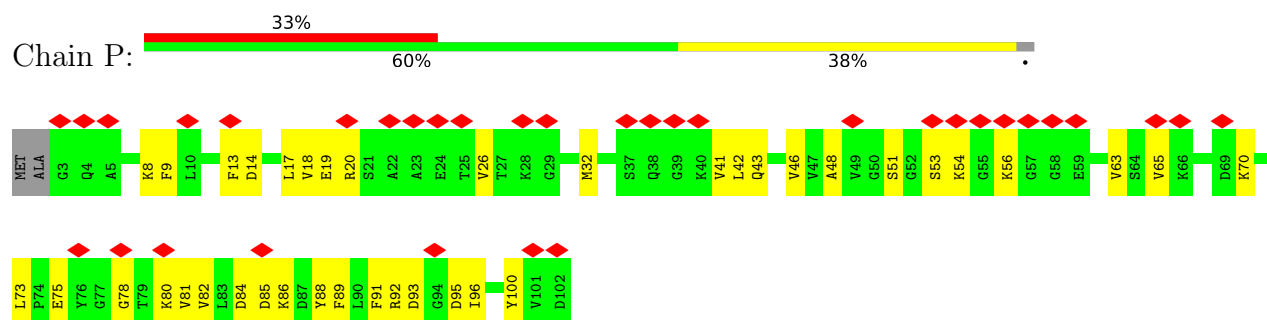 33%
Chain P:
60% 38% •
MET ALA G3 Q4 A5 K8 F9 L10 F13 D14 L17 V18 E19 R20 S21 A22 A23 E24 T25 V26 T27 K28 G29 M32 S37 Q38 G39 K40 V41 L42 Q43 V46 V47 A48 V49 G50 S51 G52 S53 K54 G55 K56 G57 G58 E59 V63 S64 V65 K66 D69 K70
L73 P74 E75 Y76 G77 G78 T79 K80 V81 V82 L83 D84 D85 K86 D87 Y88 F89 L90 F91 R92 D93 G94 D95 I96 Y100 V101 D102